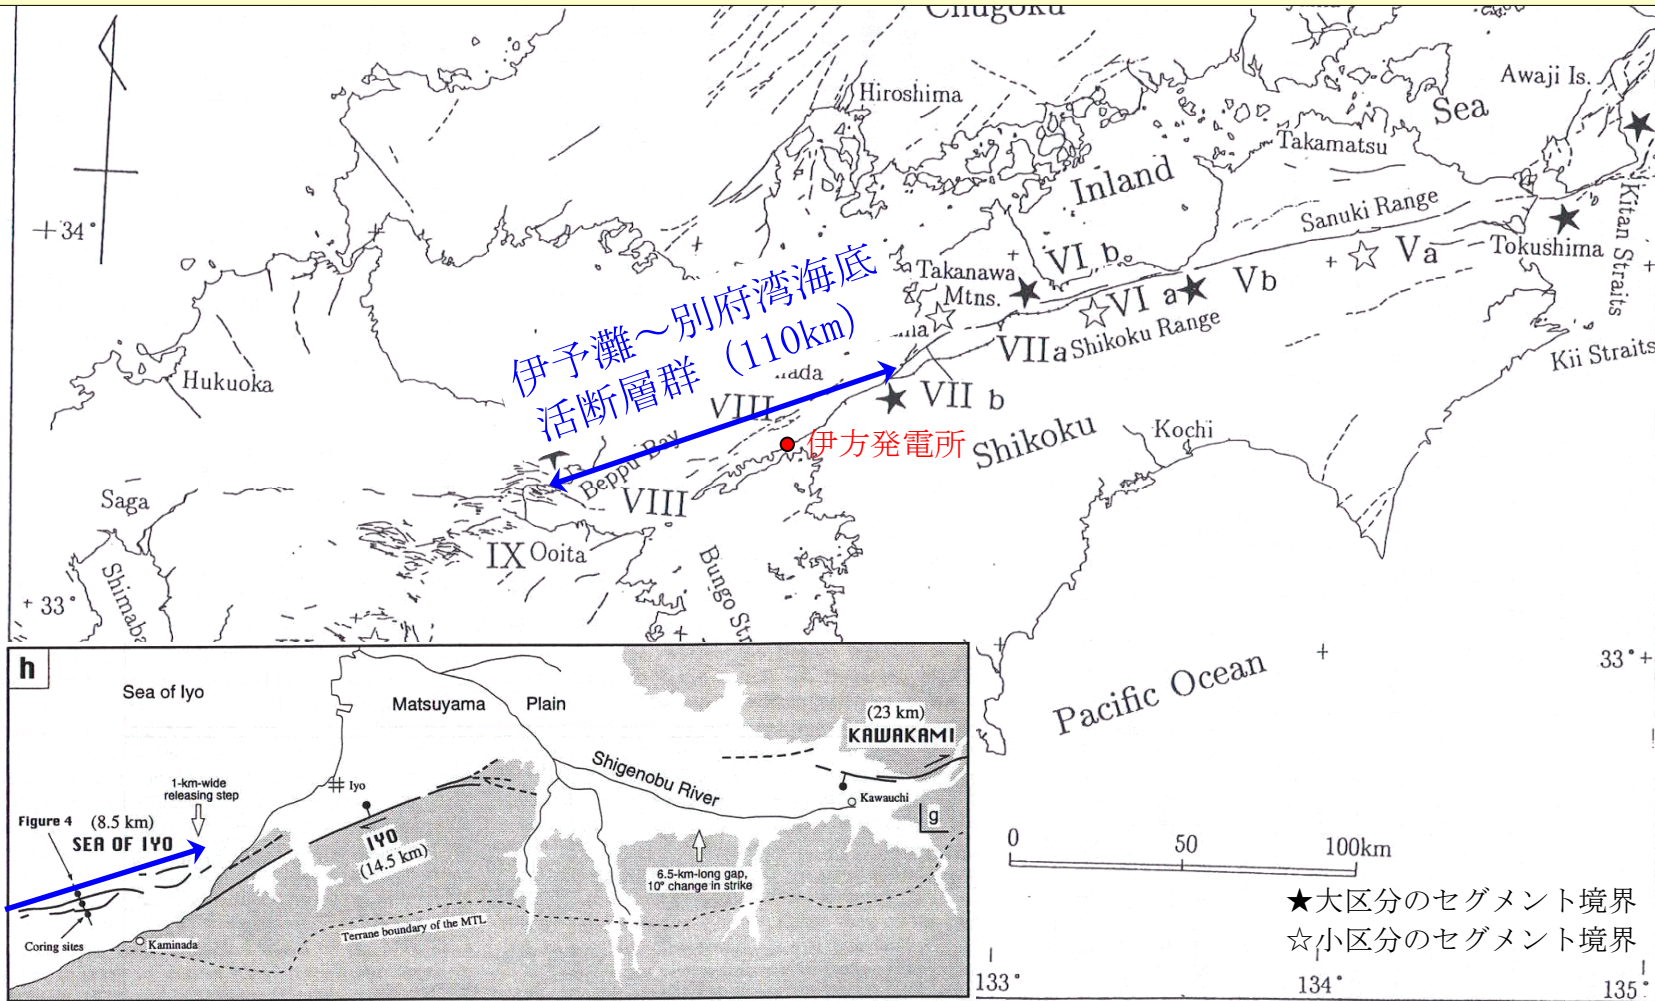 Chugoku
Hiroshima
Awaji Is.
Sea
Takamatsu
Inland
Sanuki Range
Kitan Straits
+34°
Tokushima
Va
VI b
Takanawa
Mtns.
VI a
Vb
伊予灘～別府湾海底
活断層群（110km）
VIIa
Shikoku Range
Kii Straits
Hukuoka
VIII
VII b
伊方発電所
Shikoku
Kochi
Beppu Bay
VIII
Saga
IX
Ooita
Bungo Str
Shimaba
+33°
33°+
Pacific Ocean
h
Sea of Iyo
Matsuyama Plain
(23 km)
KAWAKAMI
Shigenobu River
1-km-wide
releasing step
Iyo
Kawauchi
g
Figure 4
(8.5 km)
SEA OF IYO
IYO
(14.5 km)
6.5-km-long gap,
10° change in strike
Terrane boundary of the MTL
Coring sites
Kaminada
0 50 100km
★大区分のセグメント境界
☆小区分のセグメント境界
133° 134° 135°